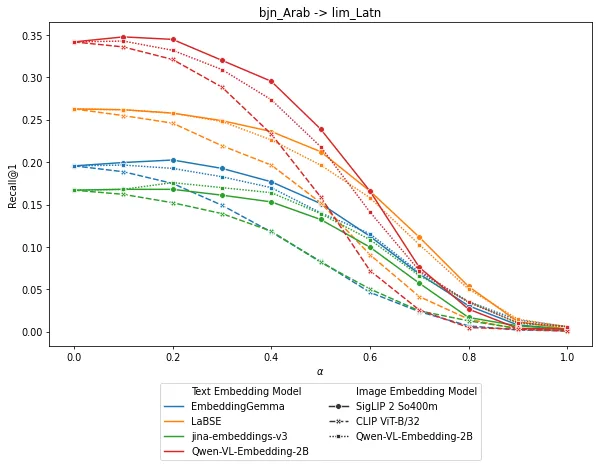 bjn_Arab -> lim_Latn
Recall@1
0.35
0.30
0.25
0.20
0.15
0.10
0.05
0.00
0.0 0.2 0.4 0.6 0.8 1.0
α
Text Embedding Model
EmbeddingGemma
LaBSE
jina-embeddings-v3
Qwen-VL-Embedding-2B
Image Embedding Model
SigLIP 2 So400m
CLIP ViT-B/32
Qwen-VL-Embedding-2B